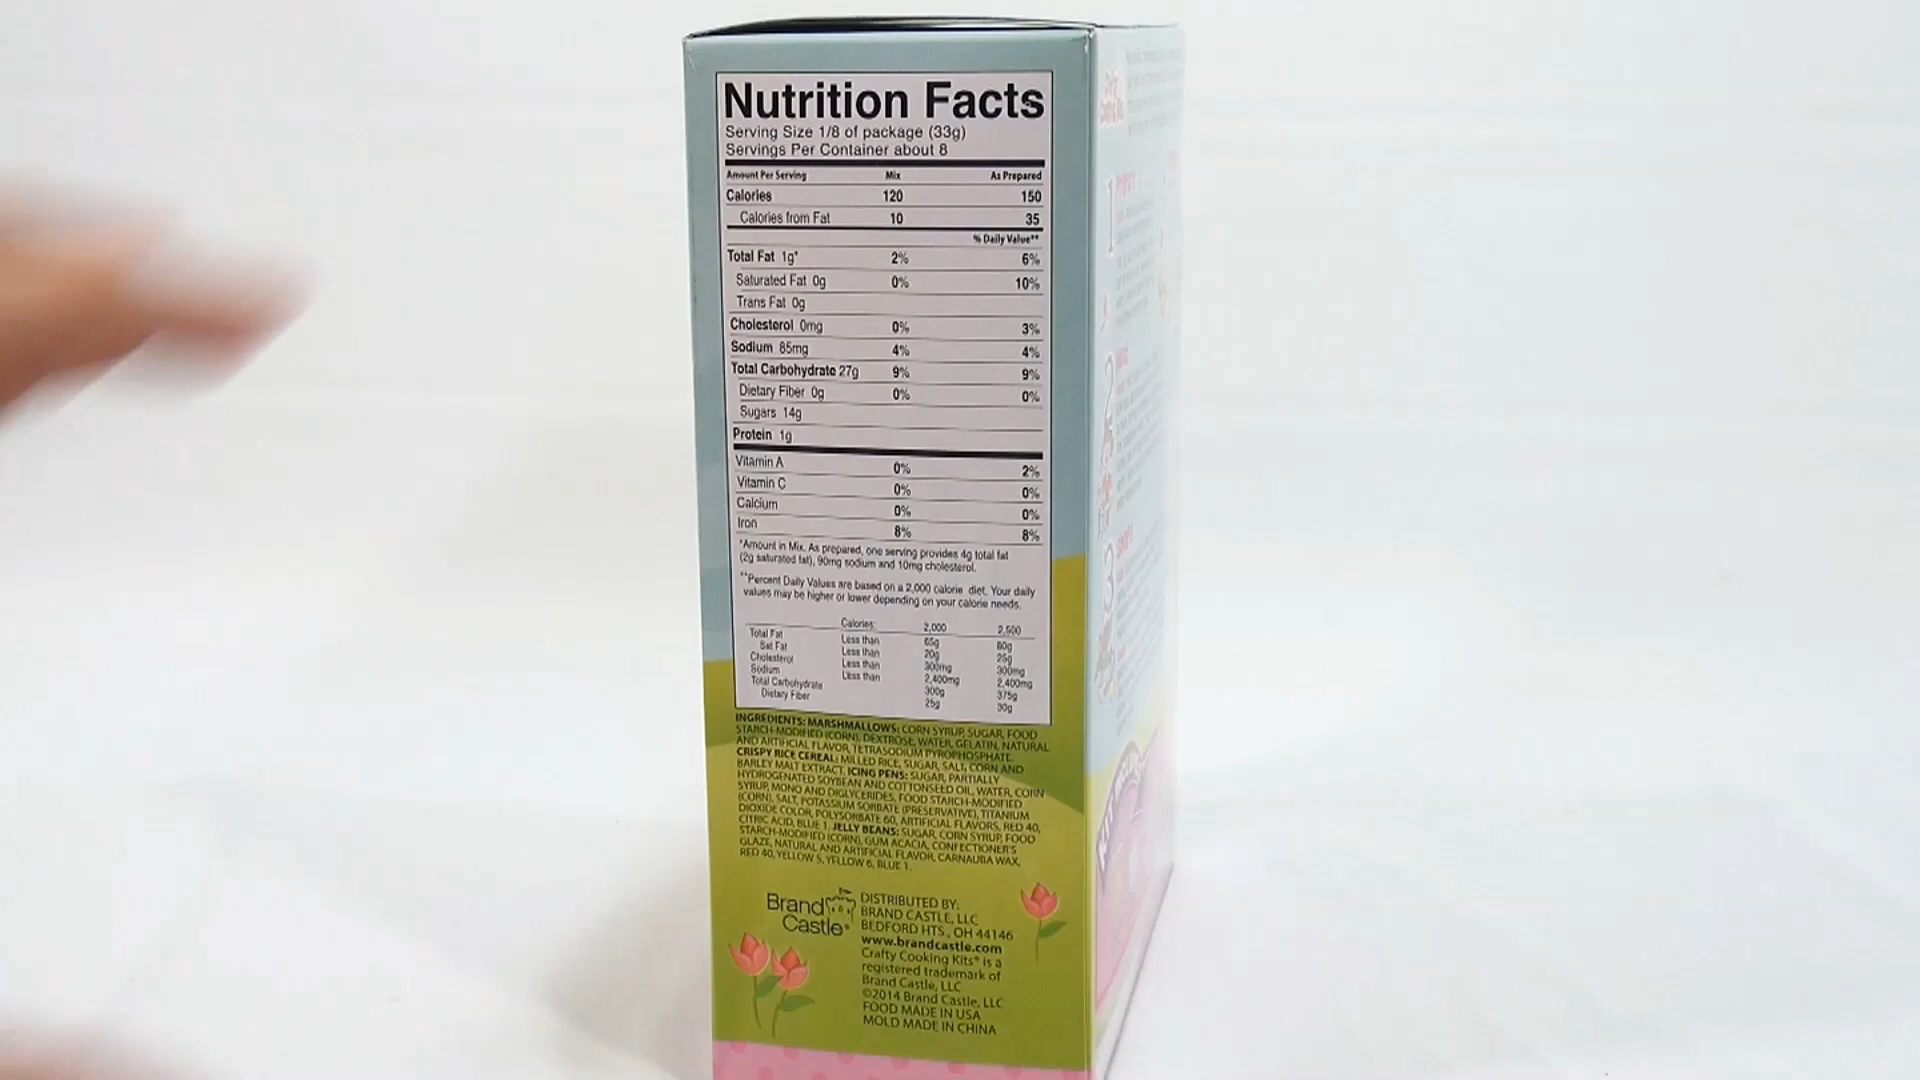 Nutrition Facts
Serving Size 1/8 of package (33g)
Servings Per Container about 8
Amount Per Serving Mix As Prepared
Calories 120 150
Calories from Fat 10 35
% Daily Value**
Total Fat 1g* 2% 6%
Saturated Fat 0g 0% 10%
Trans Fat 0g
Cholesterol 0mg 0% 3%
Sodium 85mg 4% 4%
Total Carbohydrate 27g 9% 9%
Dietary Fiber 0g 0% 0%
Sugars 14g
Protein 1g
Vitamin A 0% 2%
Vitamin C 0% 0%
Calcium 0% 0%
Iron 8% 8%
*Amount in Mix. As prepared, one serving provides 4g total fat
(2g saturated fat), 90mg sodium and 10mg cholesterol.
**Percent Daily Values are based on a 2,000 calorie diet. Your daily
values may be higher or lower depending on your calorie needs.
Calories: 2,000 2,500
Total Fat Less than 65g 80g
Sat Fat Less than 20g 25g
Cholesterol Less than 300mg 300mg
Sodium Less than 2,400mg 2,400mg
Total Carbohydrate 300g 375g
Dietary Fiber 25g 30g
INGREDIENTS: MARSHMALLOWS: CORN SYRUP, SUGAR, FOOD
STARCH-MODIFIED (CORN), DEXTROSE, WATER, GELATIN, NATURAL
AND ARTIFICIAL FLAVOR, TETRASODIUM PYROPHOSPHATE.
CRISPY RICE CEREAL: MILLED RICE, SUGAR, SALT, CORN AND
BARLEY MALT EXTRACT. ICING PENS: SUGAR, PARTIALLY
HYDROGENATED SOYBEAN AND COTTONSEED OIL, WATER, CORN
SYRUP, MONO AND DIGLYCERIDES, FOOD STARCH-MODIFIED
(CORN), SALT, POTASSIUM SORBATE (PRESERVATIVE), TITANIUM
DIOXIDE COLOR, POLYSORBATE 60, ARTIFICIAL FLAVORS, RED 40,
CITRIC ACID, BLUE 1. JELLY BEANS: SUGAR, CORN SYRUP, FOOD
STARCH-MODIFIED (CORN), GUM ACACIA, CONFECTIONER'S
GLAZE, NATURAL AND ARTIFICIAL FLAVOR, CARNAUBA WAX,
RED 40, YELLOW 5, YELLOW 6, BLUE 1.
Brand
Castle®
DISTRIBUTED BY:
BRAND CASTLE, LLC
BEDFORD HTS., OH 44146
www.brandcastle.com
Crafty Cooking Kits® is a
registered trademark of
Brand Castle, LLC
©2014 Brand Castle, LLC
FOOD MADE IN USA
MOLD MADE IN CHINA
1
2
3
KIT